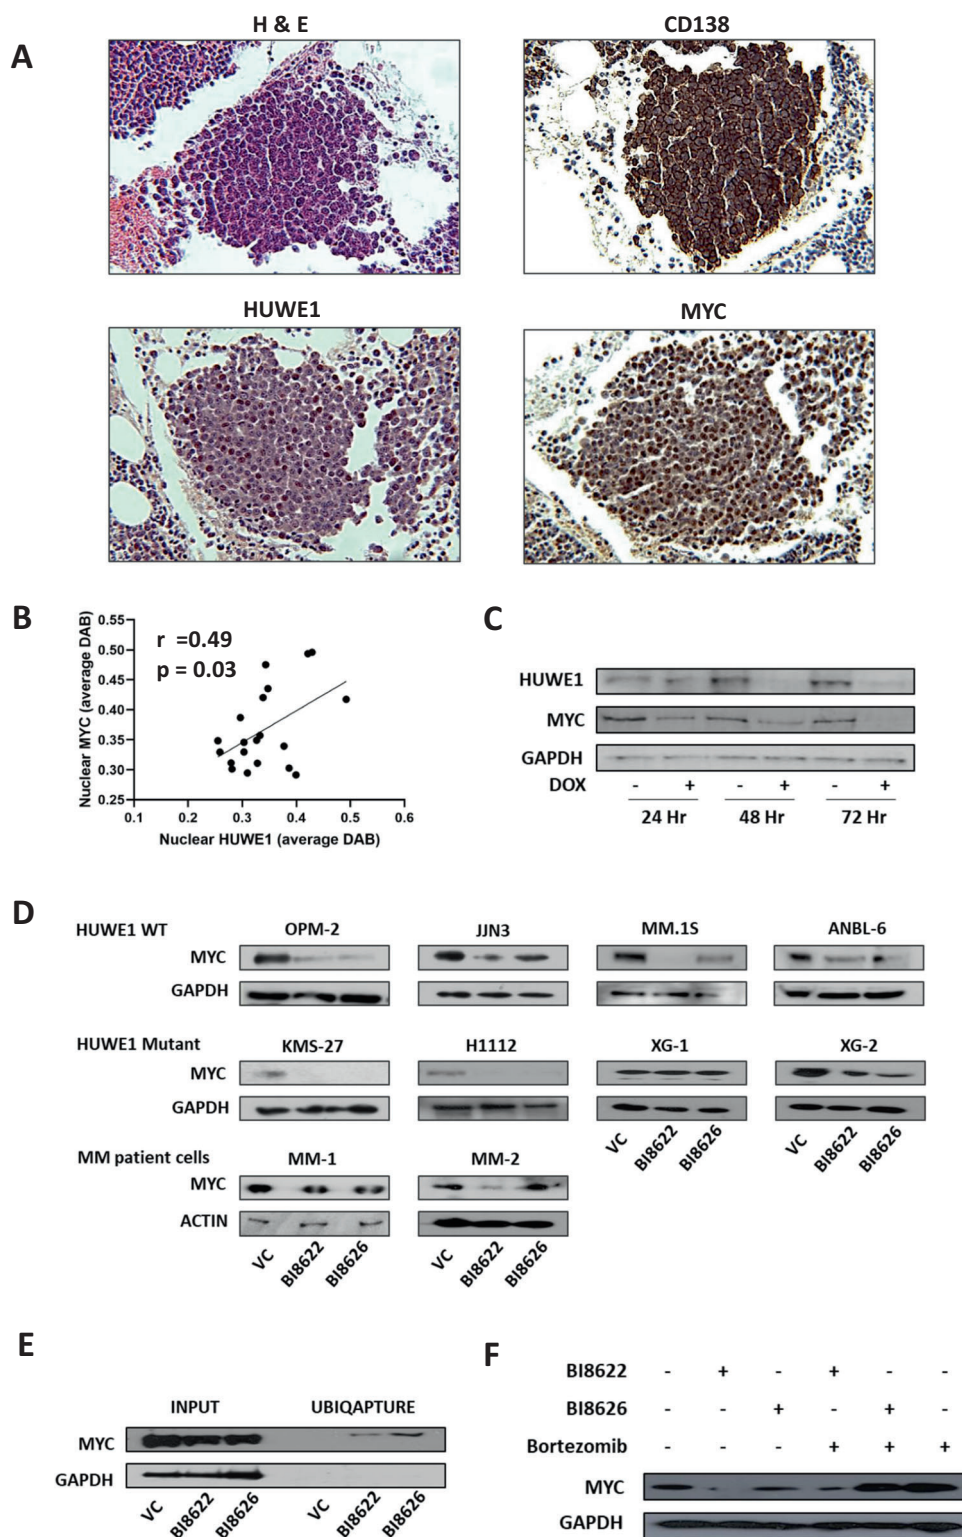 A
H & E
CD138
HUWE1
MYC
B
r =0.49
p = 0.03
Nuclear MYC (average DAB)
0.55
0.50
0.45
0.40
0.35
0.30
0.25
0.1 0.2 0.3 0.4 0.5 0.6
Nuclear HUWE1 (average DAB)
C
HUWE1
MYC
GAPDH
DOX - + - + - +
24 Hr 48 Hr 72 Hr
D
HUWE1 WT OPM-2 JJN3 MM.1S ANBL-6
MYC
GAPDH
HUWE1 Mutant KMS-27 H1112 XG-1 XG-2
MYC
GAPDH
VC BI8622 BI8626 VC BI8622 BI8626
MM patient cells MM-1 MM-2
MYC
ACTIN
VC BI8622 BI8626 VC BI8622 BI8626
E
INPUT UBIQAPTURE
MYC
GAPDH
VC BI8622 BI8626 VC BI8622 BI8626
F
BI8622 - + - + - -
BI8626 - - + - + -
Bortezomib - - - + + +
MYC
GAPDH